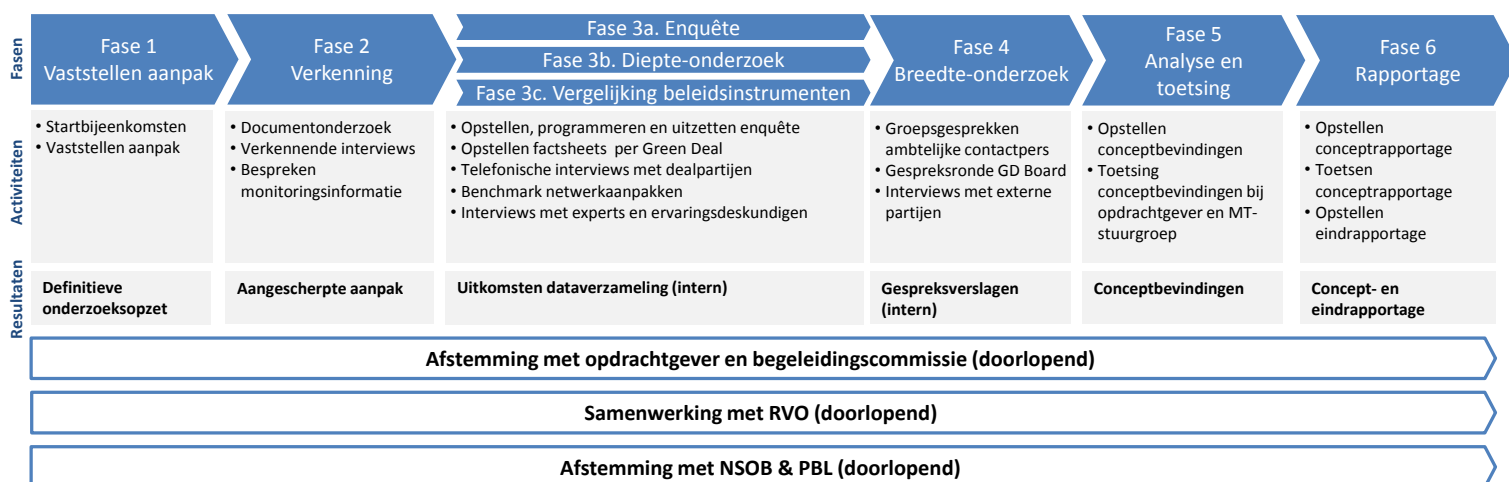 Fasen
Fase 1
Vaststellen aanpak
Fase 2
Verkenning
Fase 3a. Enquête
Fase 3b. Diepte-onderzoek
Fase 3c. Vergelijking beleidsinstrumenten
Fase 4
Breedte-onderzoek
Fase 5
Analyse en
toetsing
Fase 6
Rapportage
Activiteiten
• Startbijeenkomsten
• Vaststellen aanpak
• Documentonderzoek
• Verkennende interviews
• Bespreken
monitoringsinformatie
• Opstellen, programmeren en uitzetten enquête
• Opstellen factsheets per Green Deal
• Telefonische interviews met dealpartijen
• Benchmark netwerkaanpakken
• Interviews met experts en ervaringsdeskundigen
• Groepsgesprekken
ambtelijke contactpers
• Gespreksronde GD Board
• Interviews met externe
partijen
• Opstellen
conceptbevindingen
• Toetsing
conceptbevindingen bij
opdrachtgever en MT-
stuurgroep
• Opstellen
conceptrapportage
• Toetsen
conceptrapportage
• Opstellen
eindrapportage
Resultaten
Definitieve
onderzoeksopzet
Aangescherpte aanpak
Uitkomsten dataverzameling (intern)
Gespreksverslagen
(intern)
Conceptbevindingen
Concept- en
eindrapportage
Afstemming met opdrachtgever en begeleidingscommissie (doorlopend)
Samenwerking met RVO (doorlopend)
Afstemming met NSOB & PBL (doorlopend)